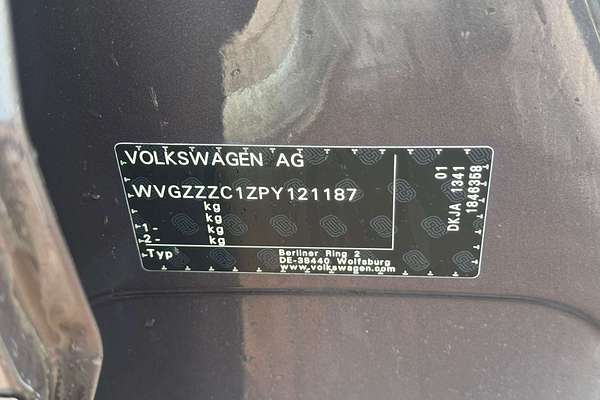 VOLKSWAGEN AG
WVGZZZC1ZPY121187
kg
kg
1- kg
2- kg
Typ
Berliner Ring 2
DE-38440 Wolfsburg
www.volkswagen.com
01
DKJA 1341
1846358